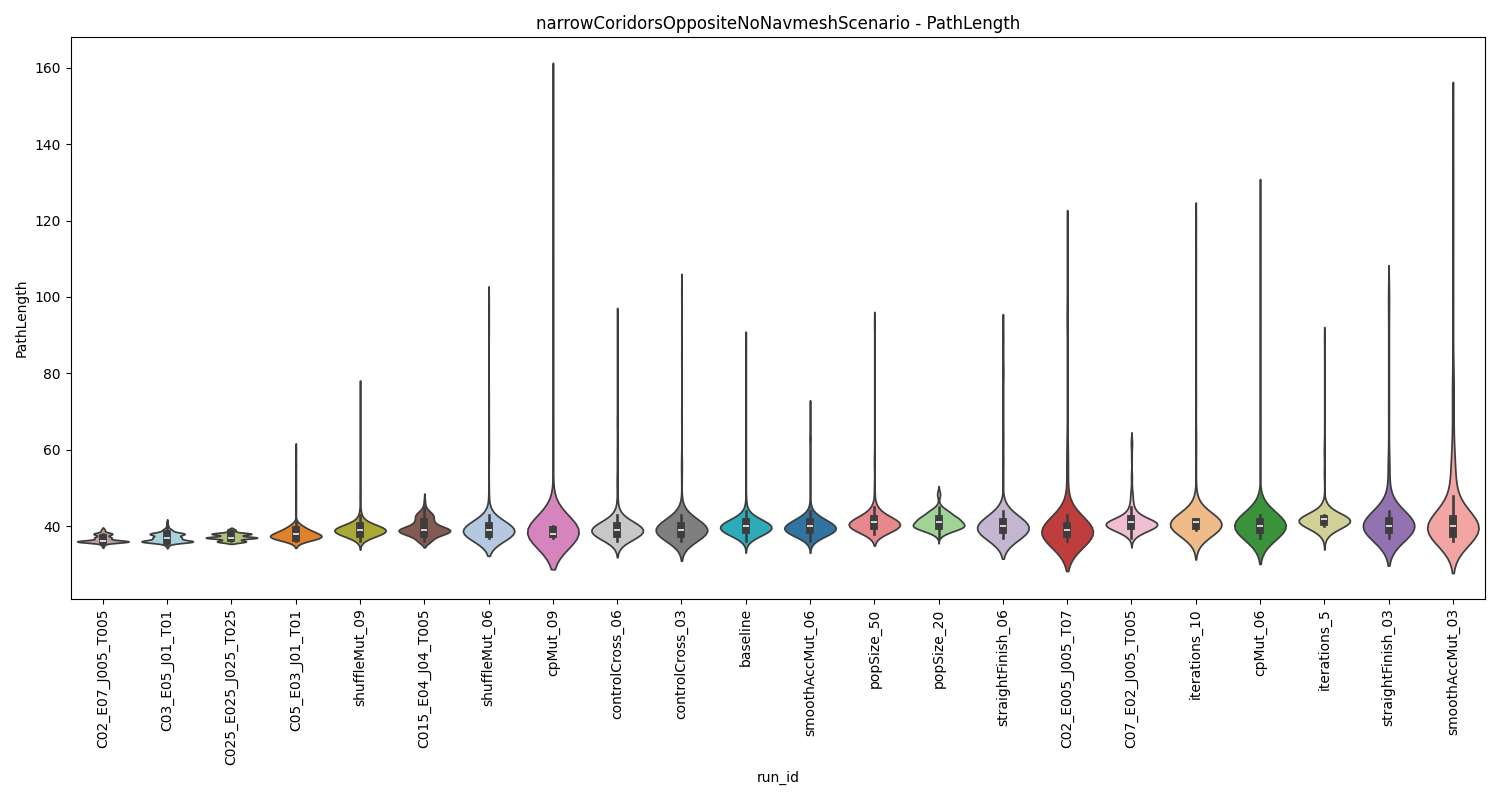 narrowCoridorsOppositeNoNavmeshScenario - PathLength
PathLength
160
140
120
100
80
60
40
C02_E07_J005_T005
C03_E05_J01_T01
C025_E025_J025_T025
C05_E03_J01_T01
shuffleMut_09
C015_E04_J04_T005
shuffleMut_06
cpMut_09
controlCross_06
controlCross_03
baseline
smoothAccMut_06
popSize_50
popSize_20
straightFinish_06
C02_E005_J005_T07
C07_E02_J005_T005
iterations_10
cpMut_06
iterations_5
straightFinish_03
smoothAccMut_03
run_id